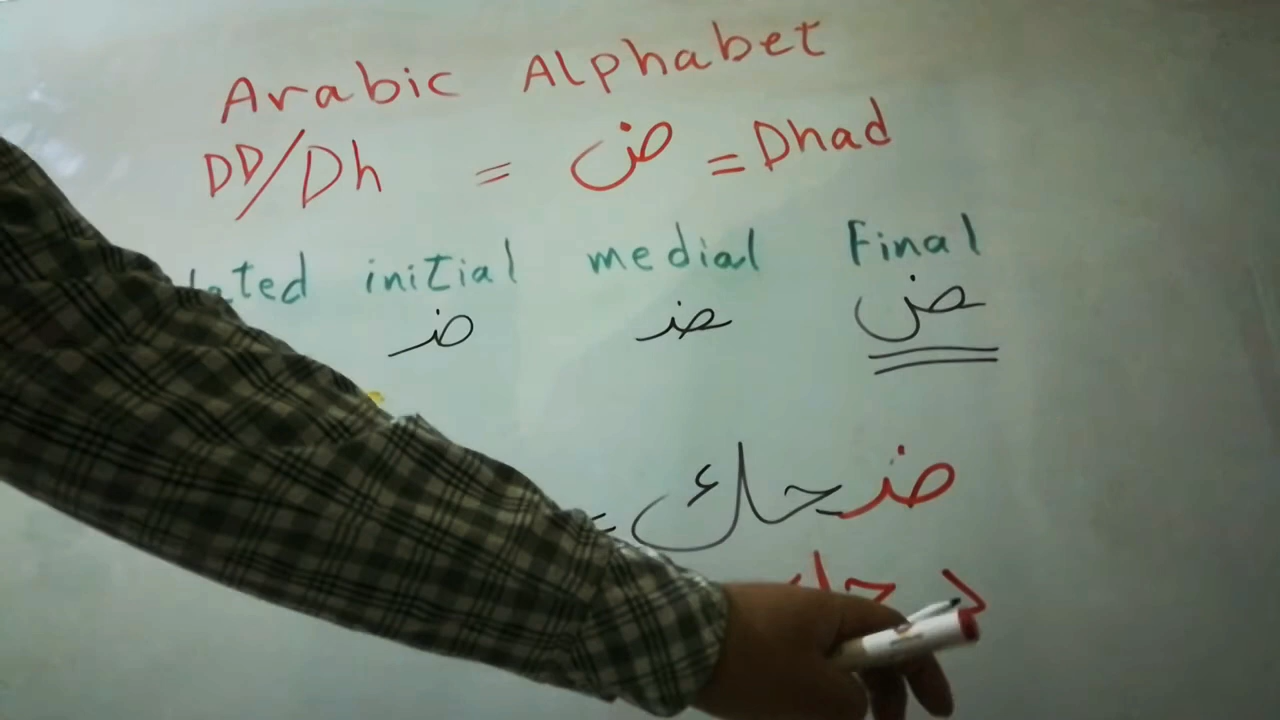 Arabic Alphabet
DD/Dh = ض = Dhad
initial medial Final
ضـ ـضـ ـض
ضحك =